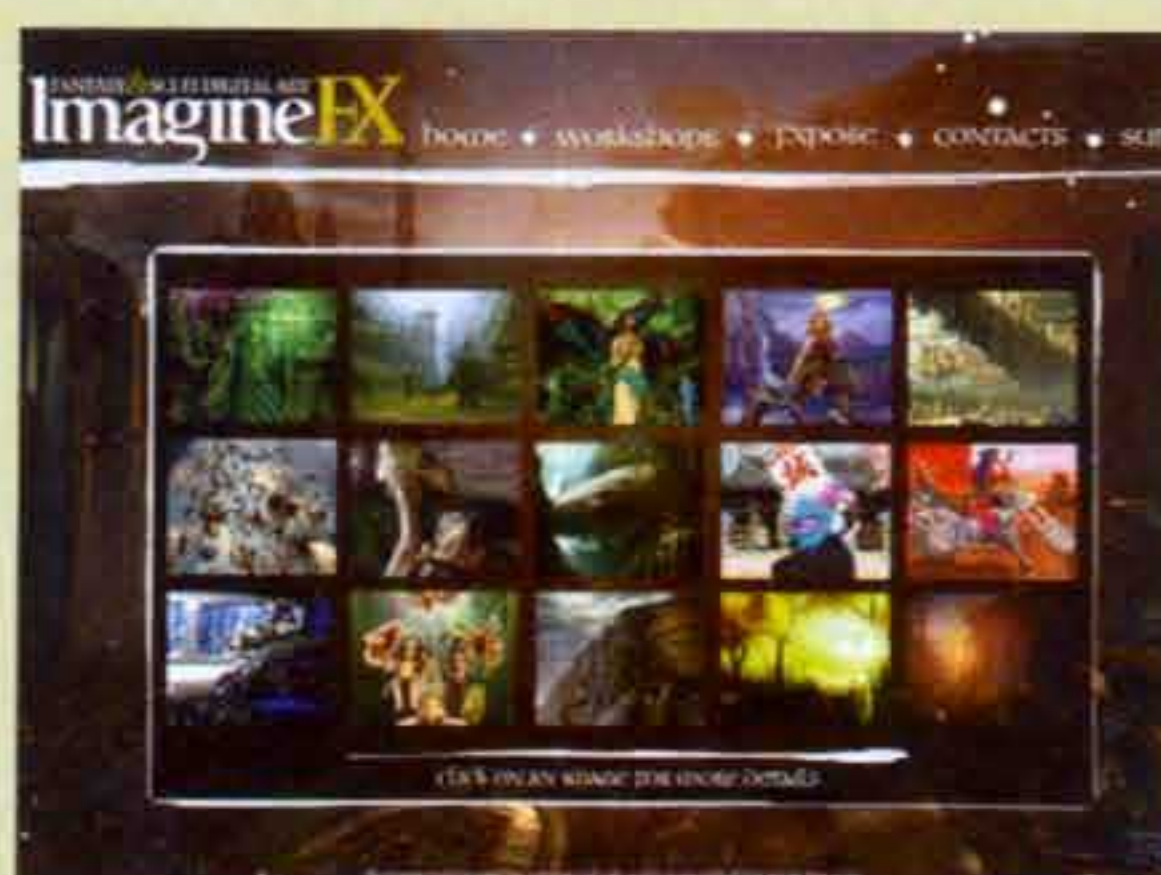 FANTASY & SCI-FI DIGITAL ART
ImagineFX
home • workshops • expose • contacts •
click on an image for more details